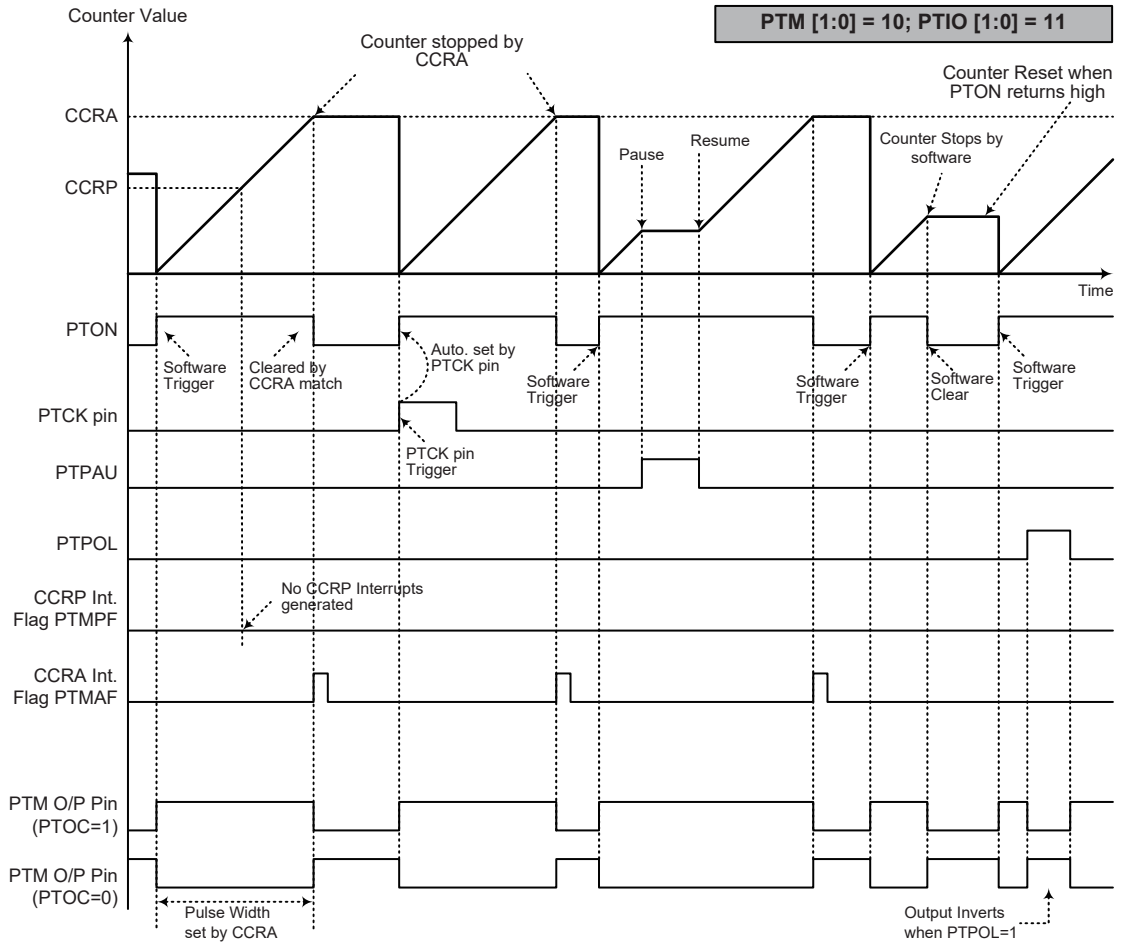 Counter Value
PTM [1:0] = 10; PTIO [1:0] = 11
Counter stopped by
CCRA
Counter Reset when
PTON returns high
CCRA
Pause
Resume
Counter Stops by
software
CCRP
Time
PTON
Software
Trigger
Cleared by
CCRA match
Auto. set by
PTCK pin
Software
Trigger
Software
Trigger
Software
Clear
Software
Trigger
PTCK pin
PTCK pin
Trigger
PTPAU
PTPOL
CCRP Int.
Flag PTMPF
No CCRP Interrupts
generated
CCRA Int.
Flag PTMAF
PTM O/P Pin
(PTOC=1)
PTM O/P Pin
(PTOC=0)
Pulse Width
set by CCRA
Output Inverts
when PTPOL=1